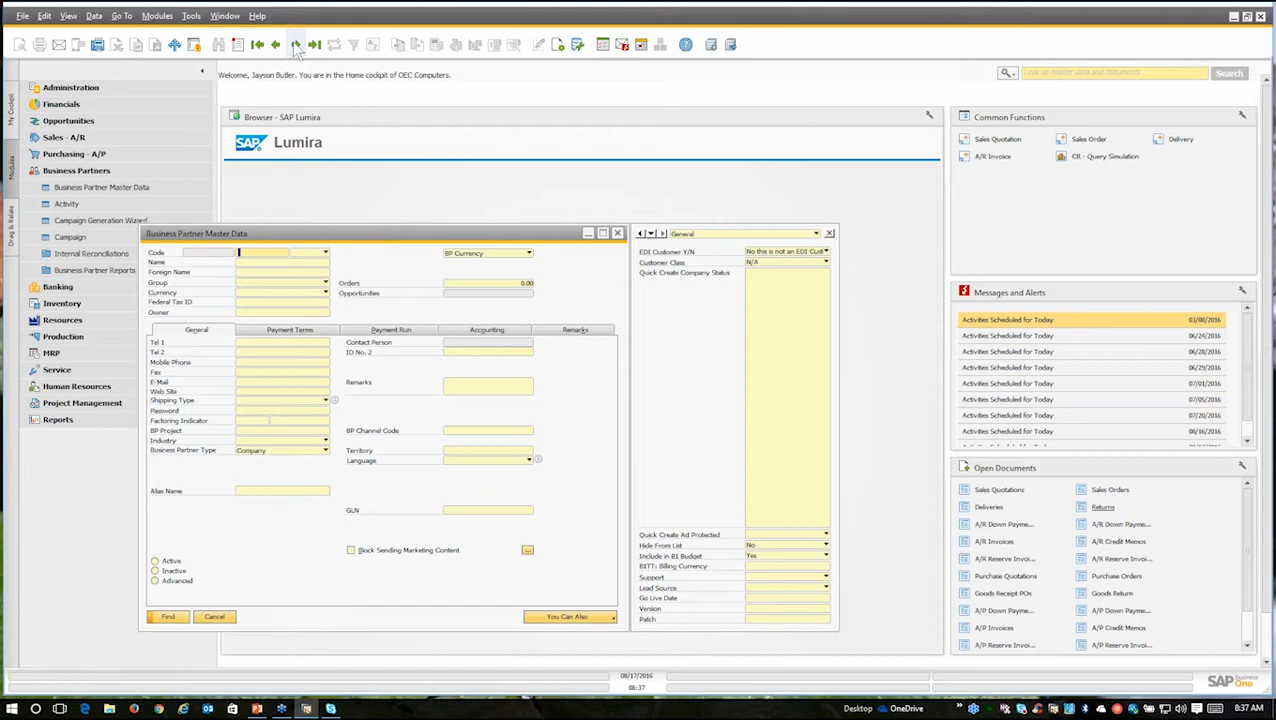 File Edit View Data Go To Modules Tools Window Help
Welcome, Jayson Butler. You are in the Home cockpit of OEC Computers.
Search
My Cockpit
Modules
Drag & Relate
Administration
Financials
Opportunities
Sales - A/R
Purchasing - A/P
Business Partners
Business Partner Master Data
Activity
Campaign Generation Wizard
Campaign
Internal Reconciliations
Business Partner Reports
Banking
Inventory
Resources
Production
MRP
Service
Human Resources
Project Management
Reports
Browser - SAP Lumira
SAP Lumira
Business Partner Master Data
Code
Name
Foreign Name
Group
Currency
Federal Tax ID
Owner
BP Currency
Orders 0.00
Opportunities
General Payment Terms Payment Run Accounting Remarks
Tel 1
Tel 2
Mobile Phone
Fax
E-Mail
Web Site
Shipping Type
Password
Factoring Indicator
BP Project
Industry
Business Partner Type Company
Alias Name
Contact Person
ID No. 2
Remarks
BP Channel Code
Territory
Language
GLN
Block Sending Marketing Content
Active
Inactive
Advanced
Find Cancel You Can Also
General
EDI Customer Y/N No this is not an EDI Cust
Customer Class N/A
Quick Create Company Status
Quick Create Ad Protected
Hide From List No
Include in B1 Budget Yes
B1TT: Billing Currency
Support
Lead Source
Go Live Date
Version
Patch
Common Functions
Sales Quotation Sales Order Delivery
A/R Invoice CR - Query Simulation
Messages and Alerts
Activities Scheduled for Today 03/08/2016
Activities Scheduled for Today 06/24/2016
Activities Scheduled for Today 06/28/2016
Activities Scheduled for Today 06/29/2016
Activities Scheduled for Today 07/01/2016
Activities Scheduled for Today 07/05/2016
Activities Scheduled for Today 07/20/2016
Activities Scheduled for Today 08/16/2016
Open Documents
Sales Quotations Sales Orders
Deliveries Returns
A/R Down Payme... A/R Down Payme...
A/R Invoices A/R Credit Memos
A/R Reserve Invoi... A/R Reserve Invoi...
Purchase Quotations Purchase Orders
Goods Receipt POs Goods Return
A/P Down Payme... A/P Down Payme...
A/P Invoices A/P Credit Memos
A/P Reserve Invoi... A/P Reserve Invoi...
08/17/2016
08:37
SAP Business One
Desktop OneDrive 8:37 AM